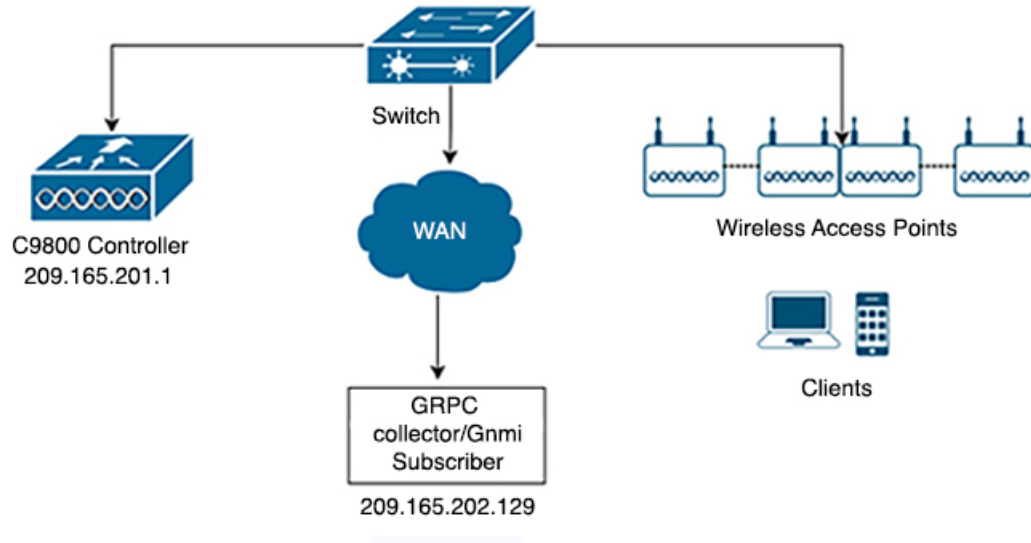 Switch
WAN
C9800 Controller
209.165.201.1
Wireless Access Points
Clients
GRPC
collector/Gnmi
Subscriber
209.165.202.129